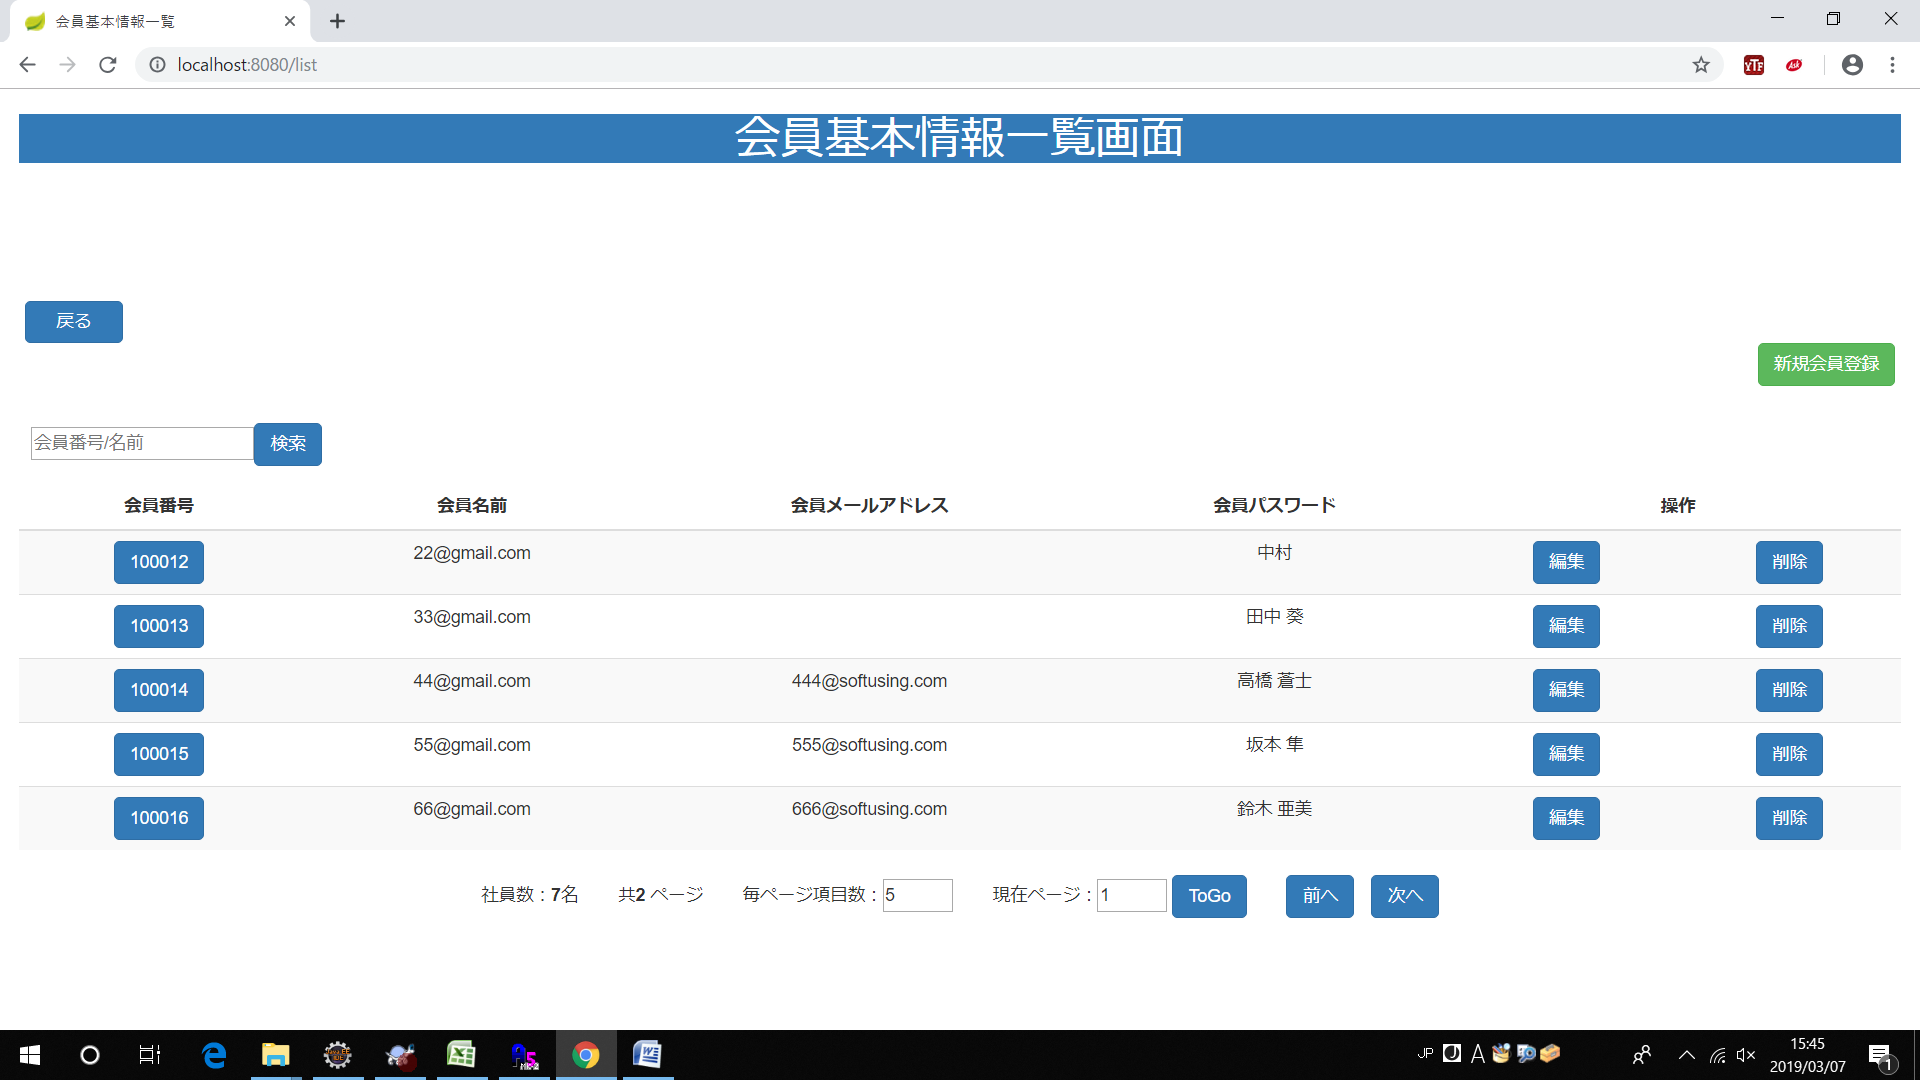 会員基本情報一覧
localhost:8080/list
YTF
Ask
会員基本情報一覧画面
戻る
新規会員登録
会員番号/名前 検索
会員番号 会員名前 会員メールアドレス 会員パスワード 操作
100012 22@gmail.com 中村 編集 削除
100013 33@gmail.com 田中 葵 編集 削除
100014 44@gmail.com 444@softusing.com 高橋 蒼士 編集 削除
100015 55@gmail.com 555@softusing.com 坂本 隼 編集 削除
100016 66@gmail.com 666@softusing.com 鈴木 亜美 編集 削除
社員数：7名 共2 ページ 毎ページ項目数：5 現在ページ：1 ToGo 前へ 次へ
JP A 15:45
2019/03/07
1